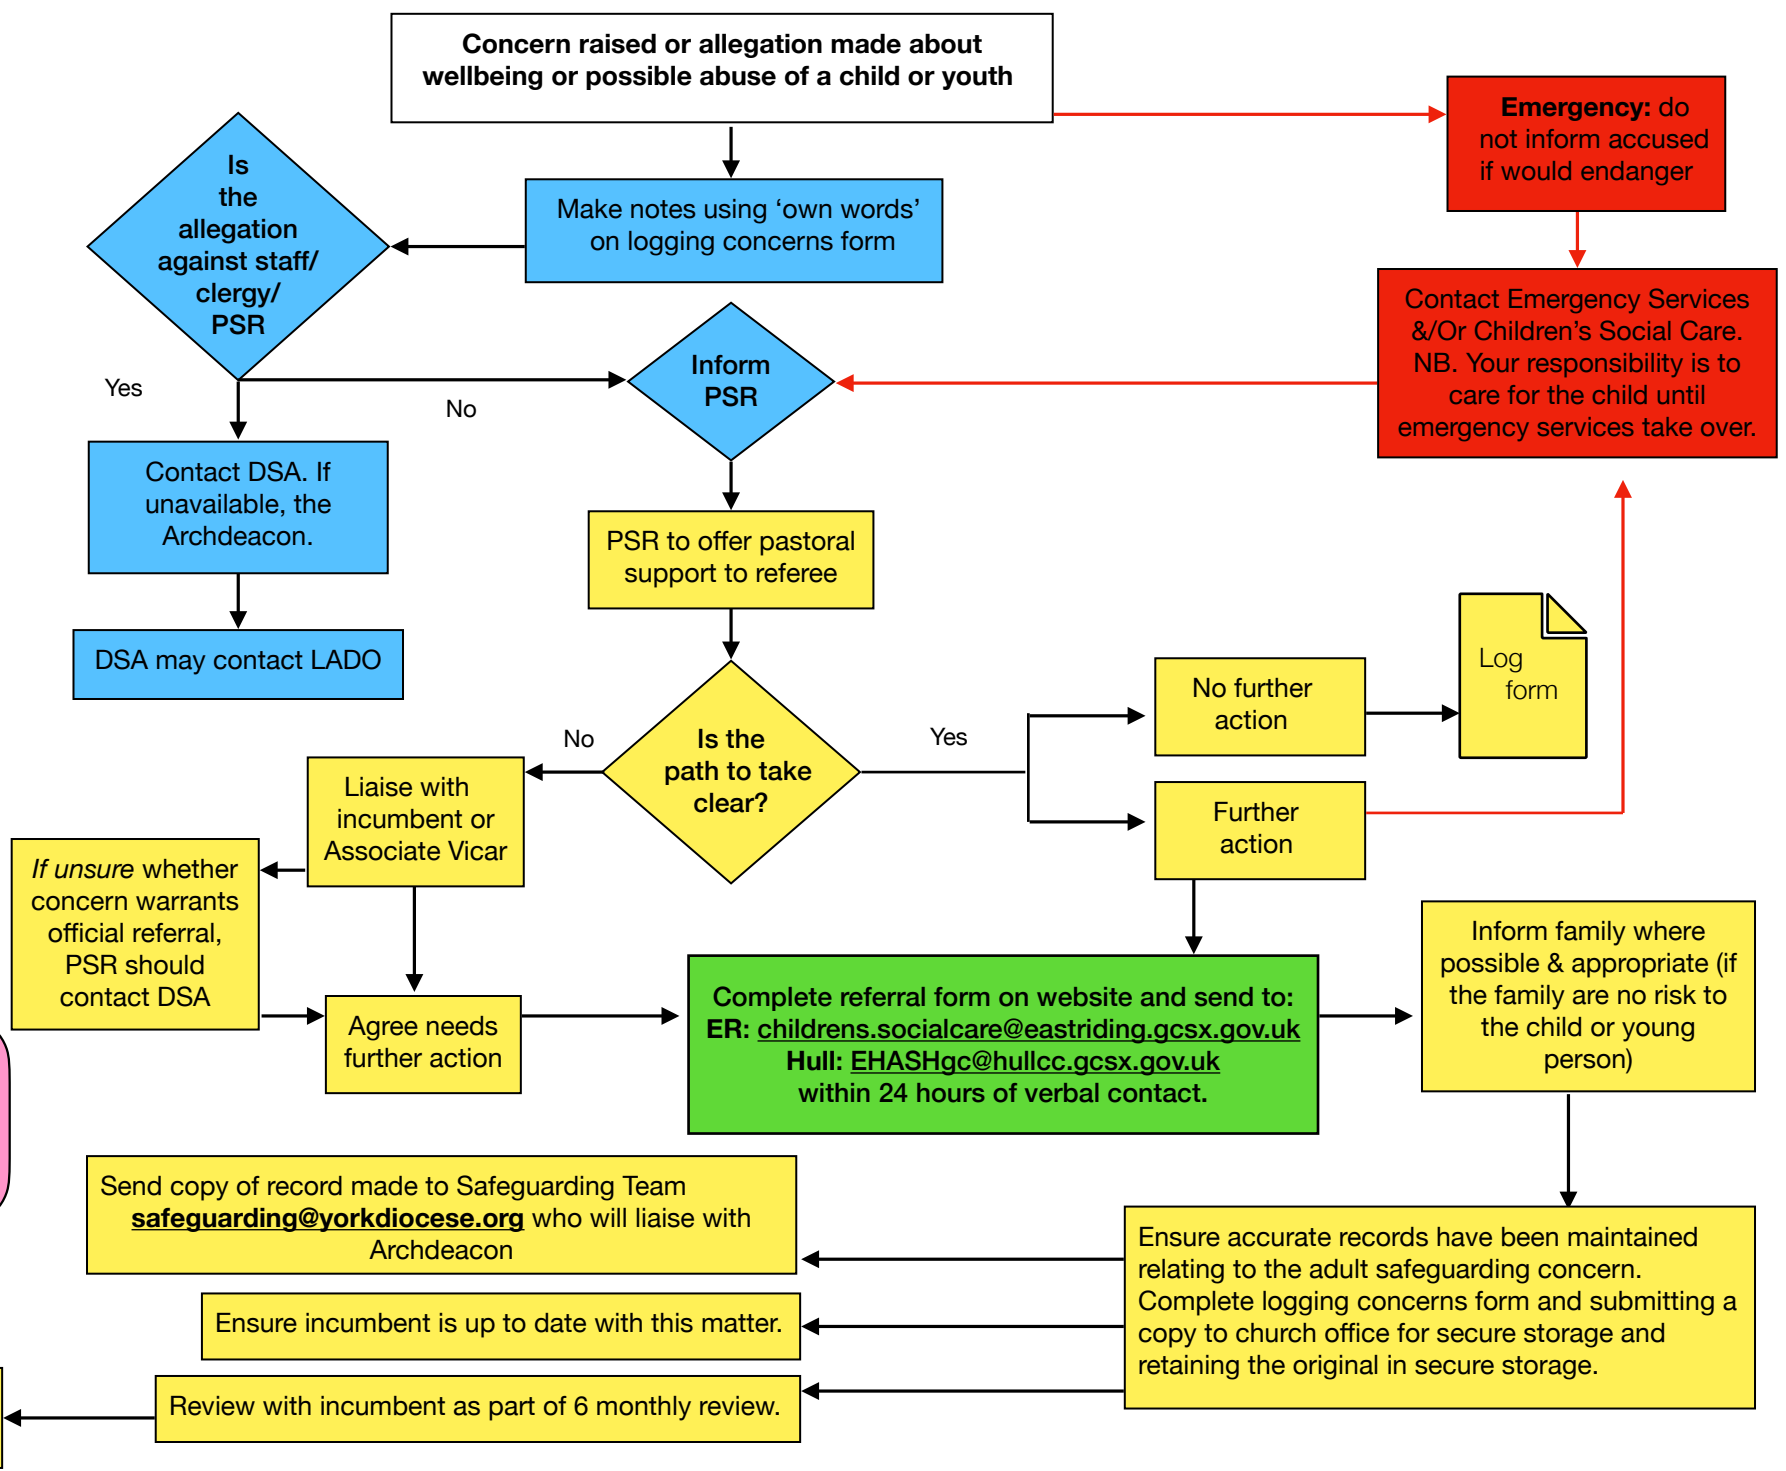 Concern raised or allegation made about
wellbeing or possible abuse of a child or youth
Emergency: do
not inform accused
if would endanger
Make notes using ‘own words’
on logging concerns form
Is
the
allegation
against staff/
clergy/
PSR
Contact Emergency Services
&/Or Children’s Social Care.
NB. Your responsibility is to
care for the child until
emergency services take over.
Inform
PSR
Yes
No
Contact DSA. If
unavailable, the
Archdeacon.
PSR to offer pastoral
support to referee
DSA may contact LADO
Log
form
No further
action
No
Is the
path to take
clear?
Yes
Liaise with
incumbent or
Associate Vicar
Further
action
If unsure whether
concern warrants
official referral,
PSR should
contact DSA
Agree needs
further action
Complete referral form on website and send to:
ER: childrens.socialcare@eastriding.gcsx.gov.uk
Hull: EHASHgc@hullcc.gcsx.gov.uk
within 24 hours of verbal contact.
Inform family where
possible & appropriate (if
the family are no risk to
the child or young
person)
Send copy of record made to Safeguarding Team
safeguarding@yorkdiocese.org who will liaise with
Archdeacon
Ensure accurate records have been maintained
relating to the adult safeguarding concern.
Complete logging concerns form and submitting a
copy to church office for secure storage and
retaining the original in secure storage.
Ensure incumbent is up to date with this matter.
Review with incumbent as part of 6 monthly review.